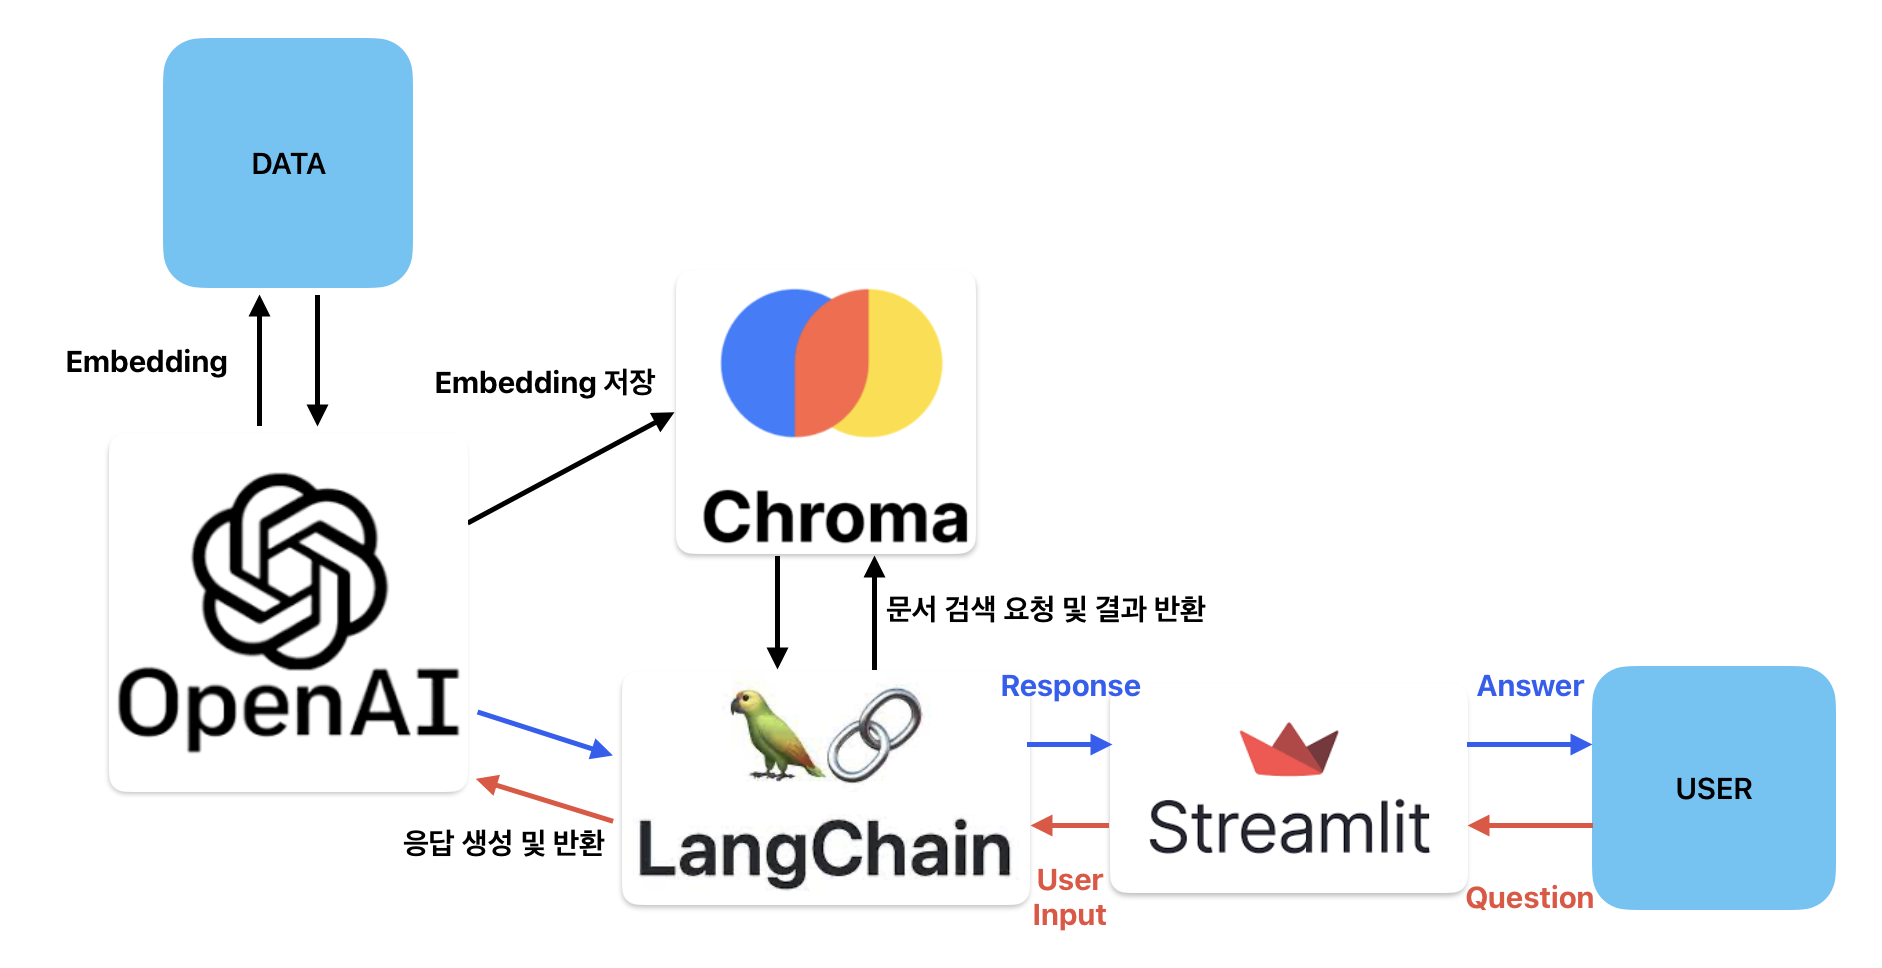 DATA
Embedding
Embedding 저장
Chroma
OpenAI
문서 검색 요청 및 결과 반환
응답 생성 및 반환
LangChain
Response
User
Input
Streamlit
Answer
Question
USER